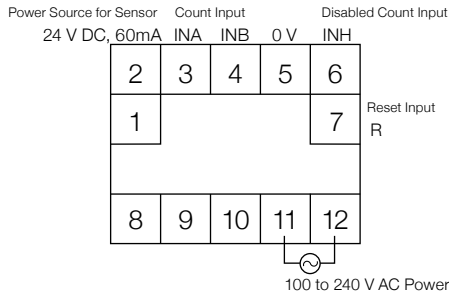 Power Source for Sensor Count Input Disabled Count Input
24 V DC, 60mA INA INB 0 V INH
2 3 4 5 6
1 7 Reset Input
R
8 9 10 11 12
100 to 240 V AC Power